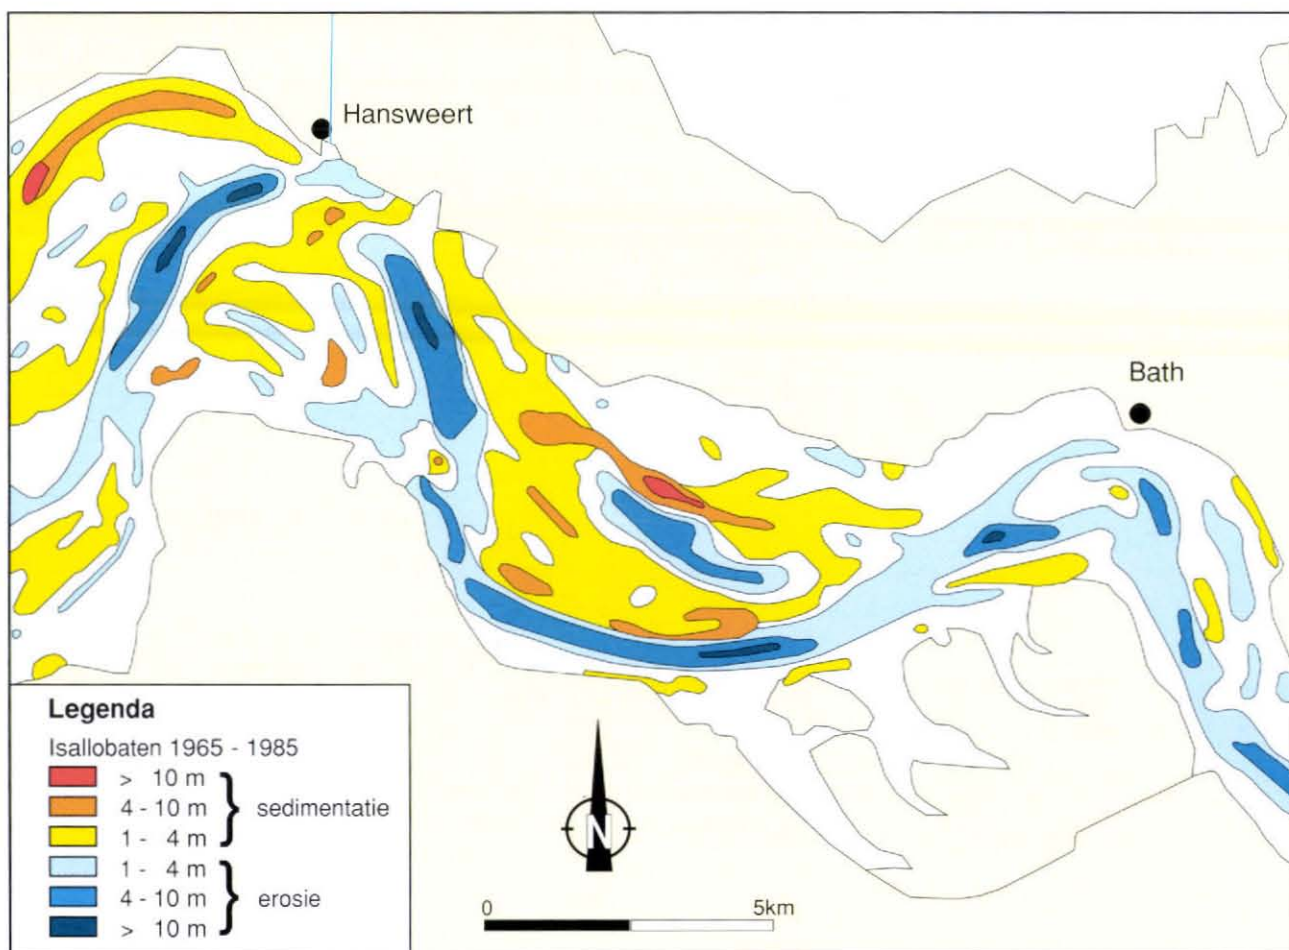 Hansweert
Bath
Legenda
Isallobaten 1965 - 1985
> 10 m
4 - 10 m
1 - 4 m
sedimentatie
1 - 4 m
4 - 10 m
> 10 m
erosie
N
0 5km